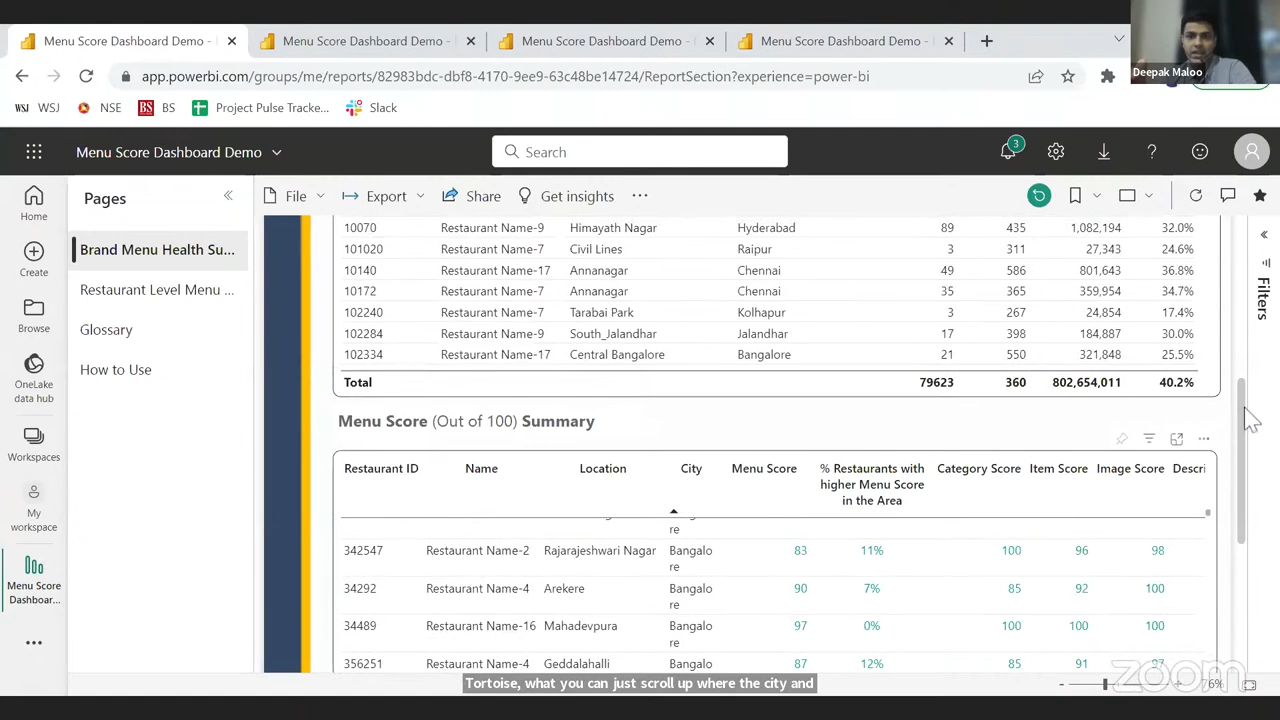 Menu Score Dashboard Demo - Menu Score Dashboard Demo - Menu Score Dashboard Demo - Menu Score Dashboard Demo -
Deepak Maloo
app.powerbi.com/groups/me/reports/82983bdc-dbf8-4170-9ee9-63c48be14724/ReportSection?experience=power-bi
WSJ WSJ NSE BS BS Project Pulse Tracke... Slack
Menu Score Dashboard Demo Search 3
Home
Create
Browse
OneLake
data hub
Workspaces
My
workspace
Menu Score
Dashboar...
Pages
Brand Menu Health Su...
Restaurant Level Menu ...
Glossary
How to Use
File Export Share Get insights
10070 Restaurant Name-9 Himayath Nagar Hyderabad 89 435 1,082,194 32.0%
101020 Restaurant Name-7 Civil Lines Raipur 3 311 27,343 24.6%
10140 Restaurant Name-17 Annanagar Chennai 49 586 801,643 36.8%
10172 Restaurant Name-7 Annanagar Chennai 35 365 359,954 34.7%
102240 Restaurant Name-7 Tarabai Park Kolhapur 3 267 24,854 17.4%
102284 Restaurant Name-9 South_Jalandhar Jalandhar 17 398 184,887 30.0%
102334 Restaurant Name-17 Central Bangalore Bangalore 21 550 321,848 25.5%
Total 79623 360 802,654,011 40.2%
Menu Score (Out of 100) Summary
Restaurant ID Name Location City Menu Score % Restaurants with Category Score Item Score Image Score Descri
higher Menu Score
in the Area
re
342547 Restaurant Name-2 Rajarajeshwari Nagar Bangalo 83 11% 100 96 98
re
34292 Restaurant Name-4 Arekere Bangalo 90 7% 85 92 100
re
34489 Restaurant Name-16 Mahadevpura Bangalo 97 0% 100 100 100
re
356251 Restaurant Name-4 Geddalahalli Bangalo 87 12% 85 91 97
Filters
Tortoise, what you can just scroll up where the city and
zoom
76%